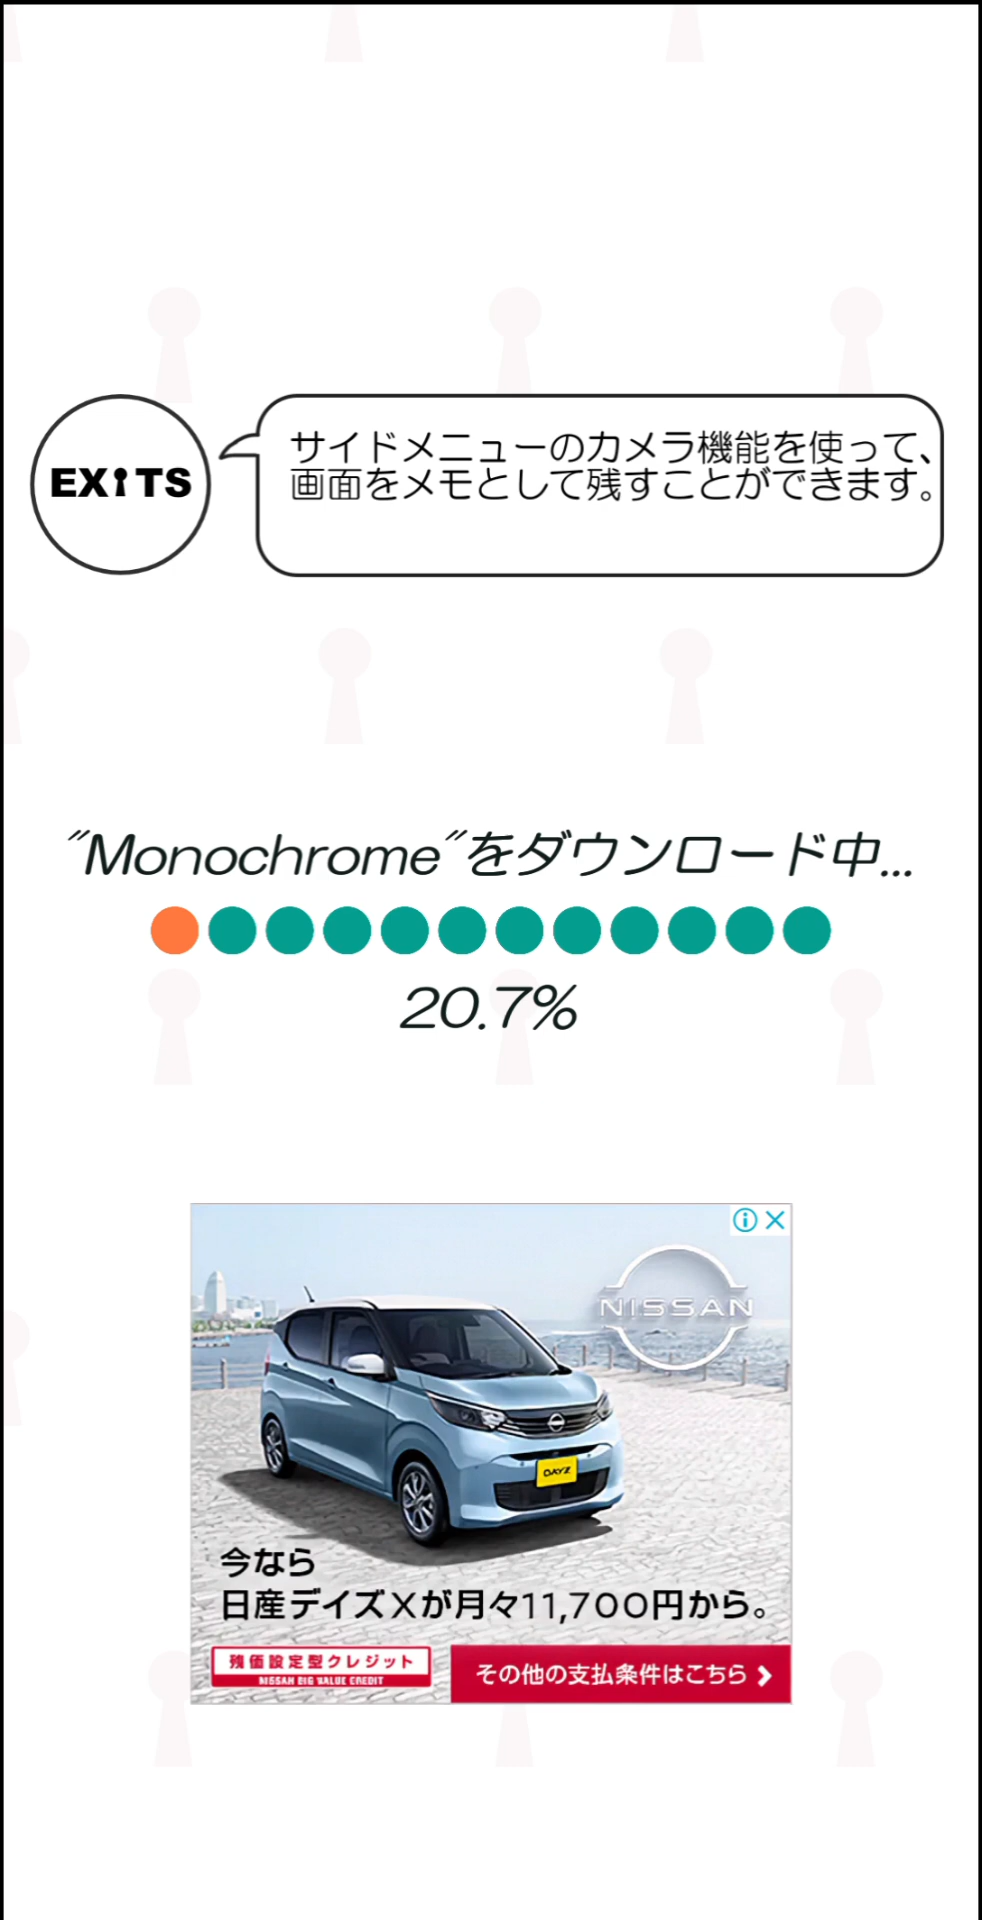 EXITS
サイドメニューのカメラ機能を使って、
画面をメモとして残すことができます。
"Monochrome"をダウンロード中...
20.7%
NISSAN
DAYZ
今なら
日産デイズXが月々11,700円から。
残価設定型クレジット
NISSAN BIG VALUE CREDIT
その他の支払条件はこちら